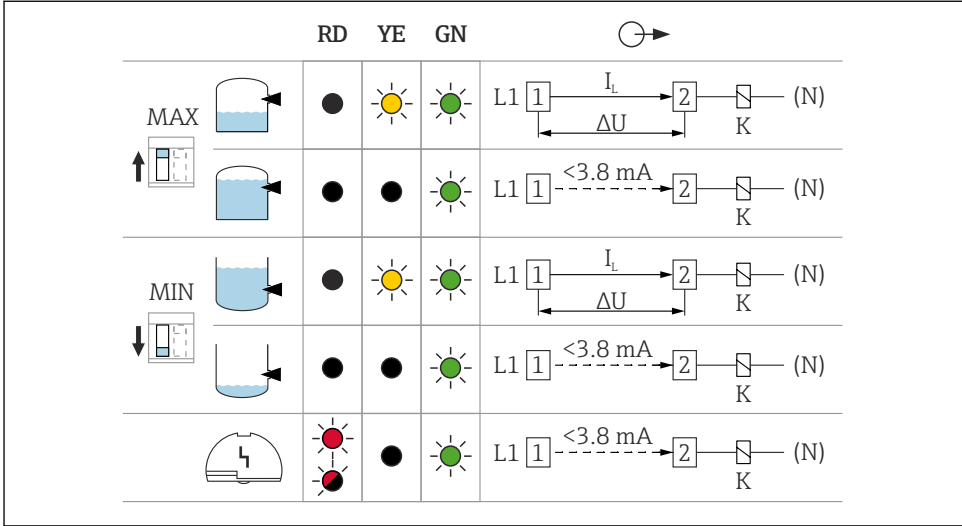 RD YE GN
MAX
L1 1 I_L 2 (N)
ΔU K
L1 1 <3.8 mA 2 (N)
K
MIN
L1 1 I_L 2 (N)
ΔU K
L1 1 <3.8 mA 2 (N)
K
L1 1 <3.8 mA 2 (N)
K